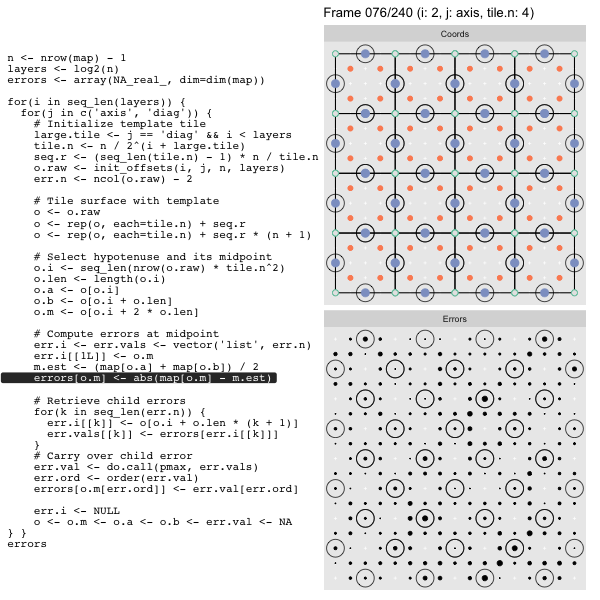 Frame 076/240 (i: 2, j: axis, tile.n: 4)
n <- nrow(map) - 1
layers <- log2(n)
errors <- array(NA_real_, dim=dim(map))
for(i in seq_len(layers)) {
for(j in c('axis', 'diag')) {
# Initialize template tile
large.tile <- j == 'diag' && i < layers
tile.n <- n / 2^(i + large.tile)
seq.r <- (seq_len(tile.n) - 1) * n / tile.n
o.raw <- init_offsets(i, j, n, layers)
err.n <- ncol(o.raw) - 2
# Tile surface with template
o <- o.raw
o <- rep(o, each=tile.n) + seq.r
o <- rep(o, each=tile.n) + seq.r * (n + 1)
# Select hypotenuse and its midpoint
o.i <- seq_len(nrow(o.raw) * tile.n^2)
o.len <- length(o.i)
o.a <- o[o.i]
o.b <- o[o.i + o.len]
o.m <- o[o.i + 2 * o.len]
# Compute errors at midpoint
err.i <- err.vals <- vector('list', err.n)
err.i[[1L]] <- o.m
m.est <- (map[o.a] + map[o.b]) / 2
errors[o.m] <- abs(map[o.m] - m.est)
# Retrieve child errors
for(k in seq_len(err.n)) {
err.i[[k]] <- o[o.i + o.len * (k + 1)]
err.vals[[k]] <- errors[err.i[[k]]]
}
# Carry over child error
err.val <- do.call(pmax, err.vals)
err.ord <- order(err.val)
errors[o.m[err.ord]] <- err.val[err.ord]
err.i <- NULL
o <- o.m <- o.a <- o.b <- err.val <- NA
} }
errors
Coords
Errors